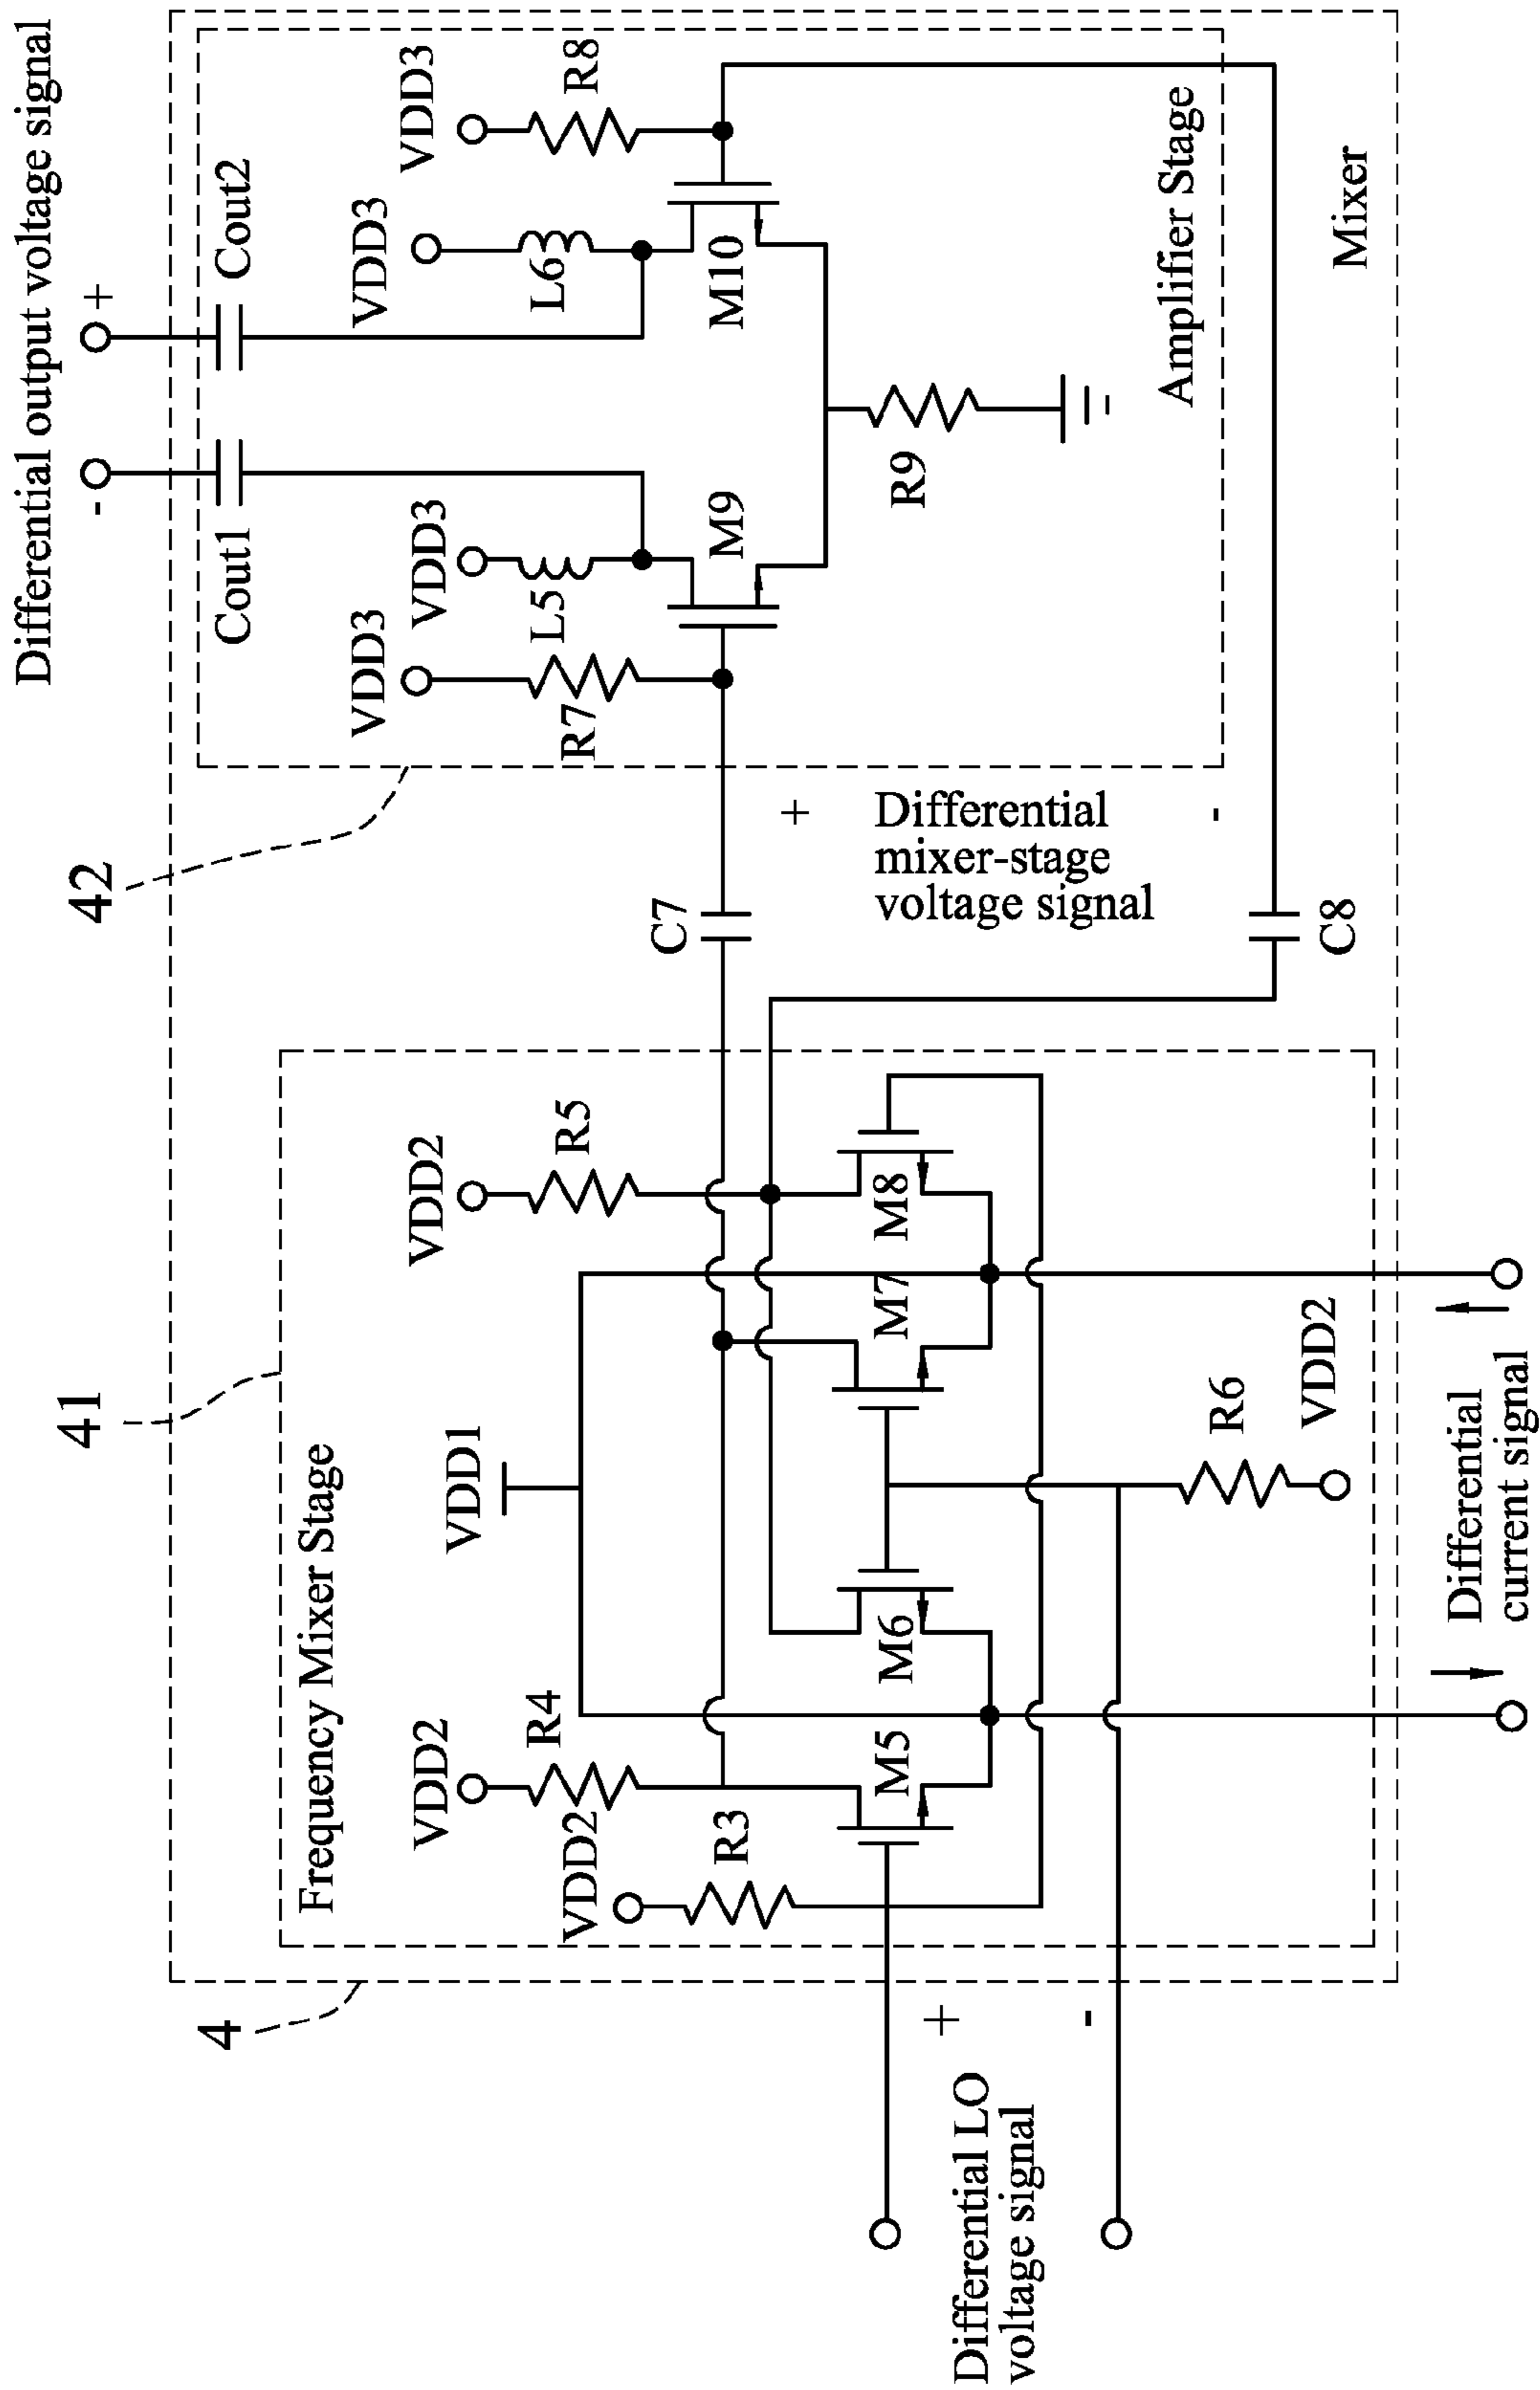 Differential output voltage signal
-
+
Cout1
Cout2
42
VDD3
VDD3
VDD3
VDD3
R7
L5
L6
R8
M9
M10
R9
Amplifier Stage
Mixer
C7
+
Differential
mixer-stage
voltage signal
-
C8
4
41
Frequency Mixer Stage
VDD1
VDD2
VDD2
VDD2
R3
R4
R5
M5
M6
M7
M8
R6
VDD2
Differential LO
voltage signal
+
-
Differential
current signal